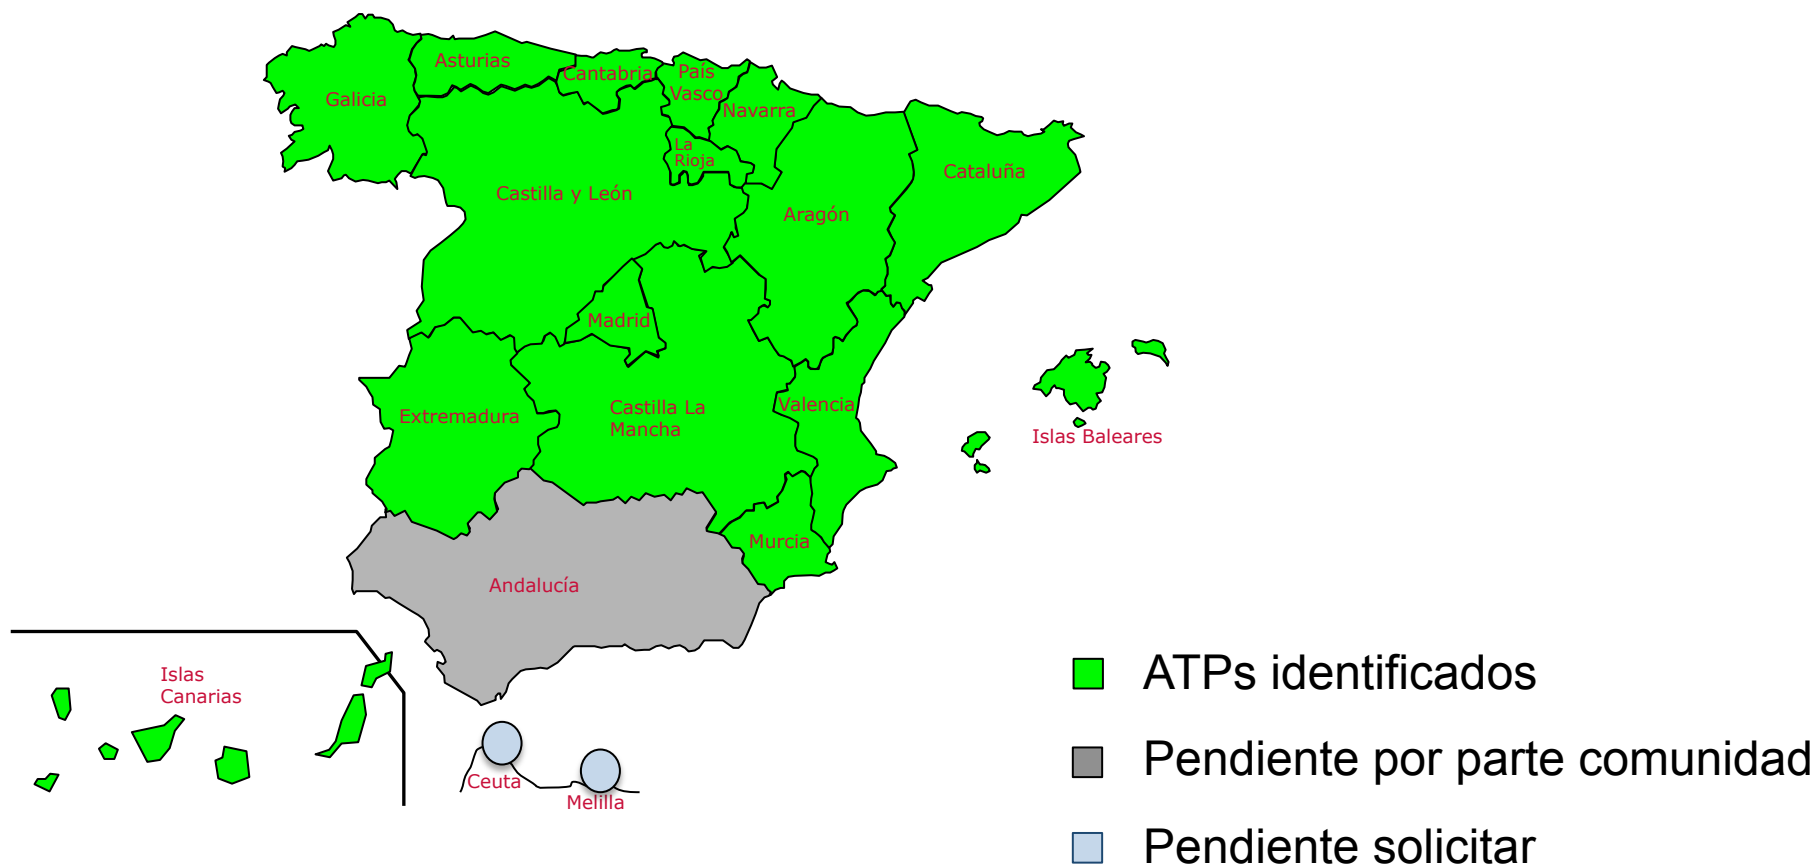 Asturias
Cantabria
País
Vasco
Galicia
Navarra
La
Rioja
Cataluña
Castilla y León
Aragón
Madrid
Extremadura
Castilla La
Mancha
Valencia
Islas Baleares
Murcia
Andalucía
Islas
Canarias
Ceuta
Melilla
ATPs identificados
Pendiente por parte comunidad
Pendiente solicitar